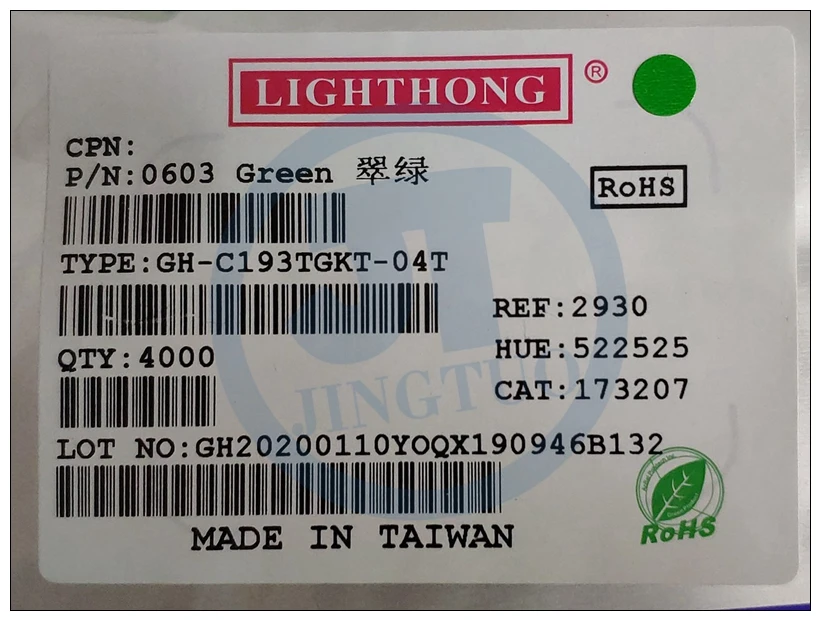 LIGHTHONG ®
CPN:
P/N:0603 Green 翠绿
RoHS
TYPE:GH-C193TGKT-04T
REF:2930
QTY:4000
HUE:522525
CAT:173207
JINGTUO
LOT NO:GH20200110YOQX190946B132
RoHS
MADE IN TAIWAN